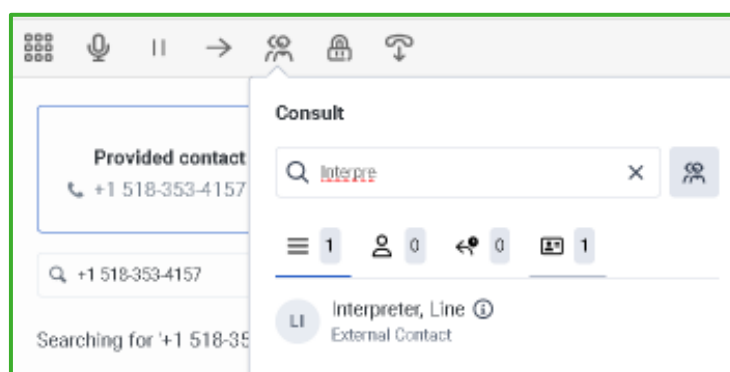 Consult
Provided contact
+1 518-353-4157
Interpre
1 0 0 1
+1 518-353-4157
LI
Interpreter, Line
External Contact
Searching for '+1 518-35